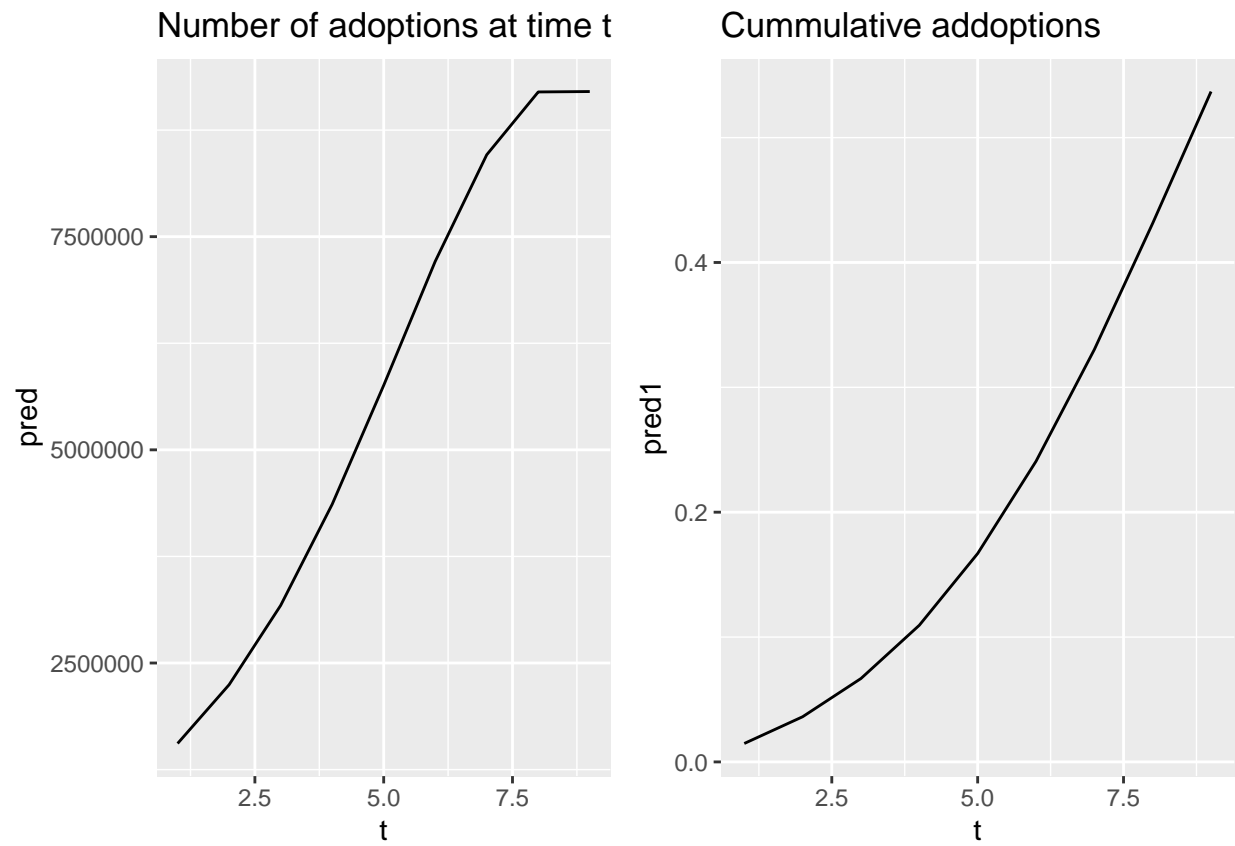 Number of adoptions at time t
pred
7500000
5000000
2500000
2.5 5.0 7.5
t
Cummulative addoptions
pred1
0.4
0.2
0.0
2.5 5.0 7.5
t